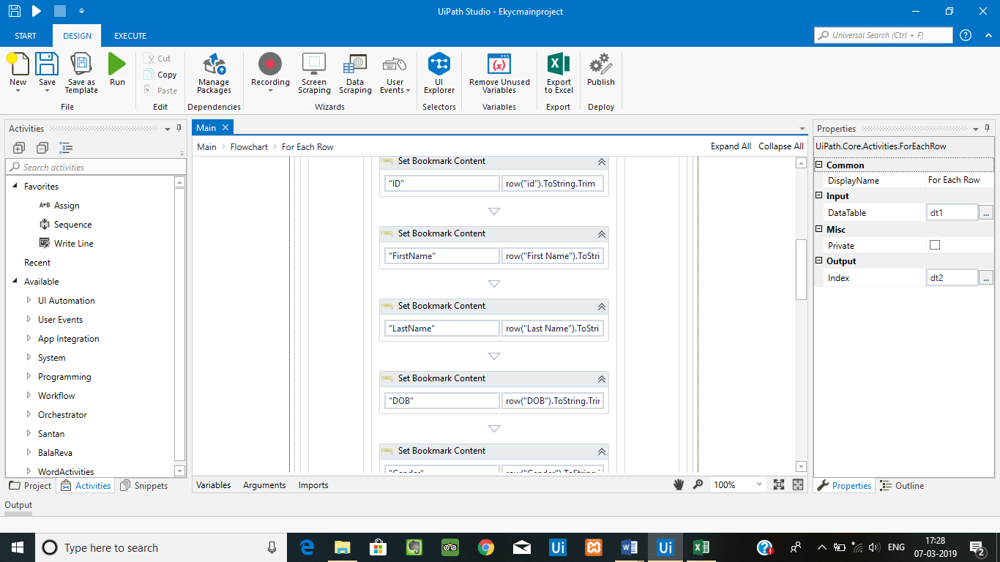 UiPath Studio - Ekycmainproject
START DESIGN EXECUTE
Universal Search (Ctrl + F)
New
Save
Save as
Template
Run
Cut
Copy
Paste
Manage
Packages
Recording
Screen
Scraping
Data
Scraping
User
Events
UI
Explorer
Remove Unused
Variables
Export
to Excel
Publish
File
Edit
Dependencies
Wizards
Selectors
Variables
Export
Deploy
Activities
Search activities
Favorites
Assign
Sequence
Write Line
Recent
Available
UI Automation
User Events
App Integration
System
Programming
Workflow
Orchestrator
Santan
BalaReva
WordActivities
Project Activities Snippets
Main
Main > Flowchart > For Each Row
Expand All Collapse All
Set Bookmark Content
"ID" row("id").ToString.Trim
Set Bookmark Content
"FirstName" row("First Name").ToStri
Set Bookmark Content
"LastName" row("Last Name").ToStri
Set Bookmark Content
"DOB" row("DOB").ToString.Trir
Set Bookmark Content
"Gender" row("Gender").ToString.
Variables Arguments Imports
100%
Properties
UiPath.Core.Activities.ForEachRow
Common
DisplayName For Each Row
Input
DataTable dt1 ...
Misc
Private
Output
Index dt2 ...
Properties Outline
Output
Type here to search
Ui
Ui
ENG
17:28
07-03-2019
2